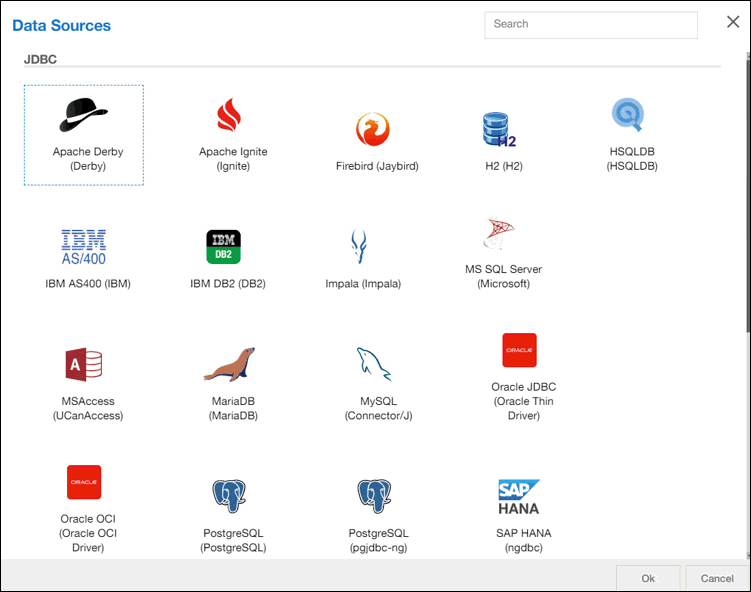 Data Sources
Search
JDBC
Apache Derby
(Derby)
Apache Ignite
(Ignite)
Firebird (Jaybird)
H2
H2 (H2)
HSQLDB
(HSQLDB)
IBM
AS/400
IBM AS400 (IBM)
IBM
DB2
IBM DB2 (DB2)
Impala (Impala)
MS SQL Server
(Microsoft)
A
MSAccess
(UCanAccess)
MariaDB
(MariaDB)
MySQL
(Connector/J)
ORACLE
Oracle JDBC
(Oracle Thin
Driver)
ORACLE
Oracle OCI
(Oracle OCI
Driver)
PostgreSQL
(PostgreSQL)
PostgreSQL
(pgjdbc-ng)
SAP
HANA
SAP HANA
(ngdbc)
Ok
Cancel